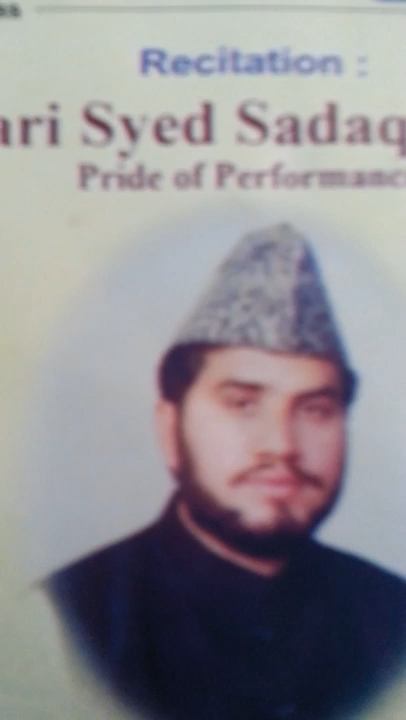 Recitation :
ari Syed Sadaq
Pride of Performanc